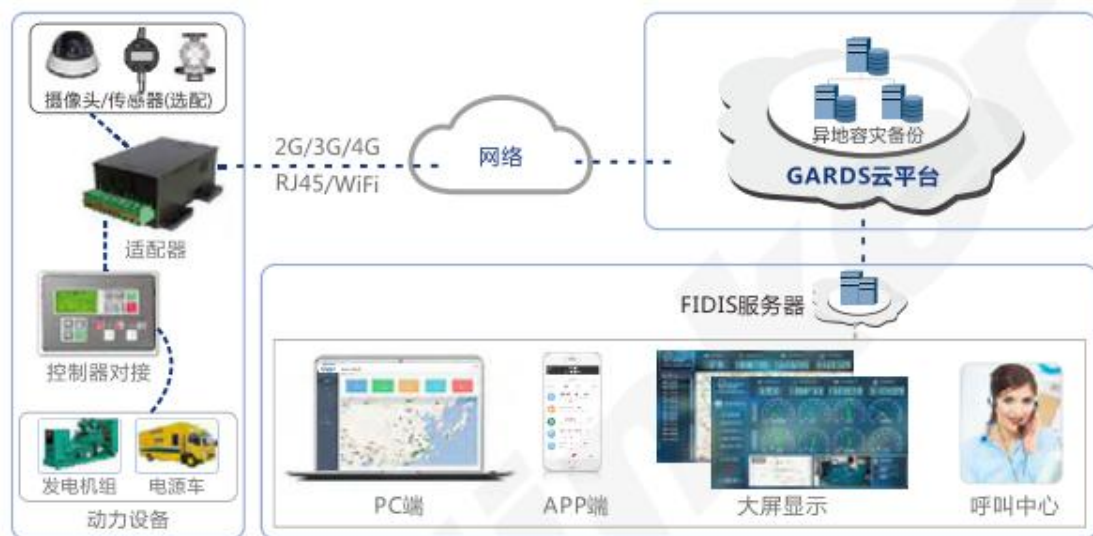 摄像头/传感器(选配)
适配器
控制器对接
发电机组
电源车
动力设备
2G/3G/4G
RJ45/WiFi
网络
异地容灾备份
GARDS云平台
FIDIS服务器
PC端
APP端
大屏显示
呼叫中心